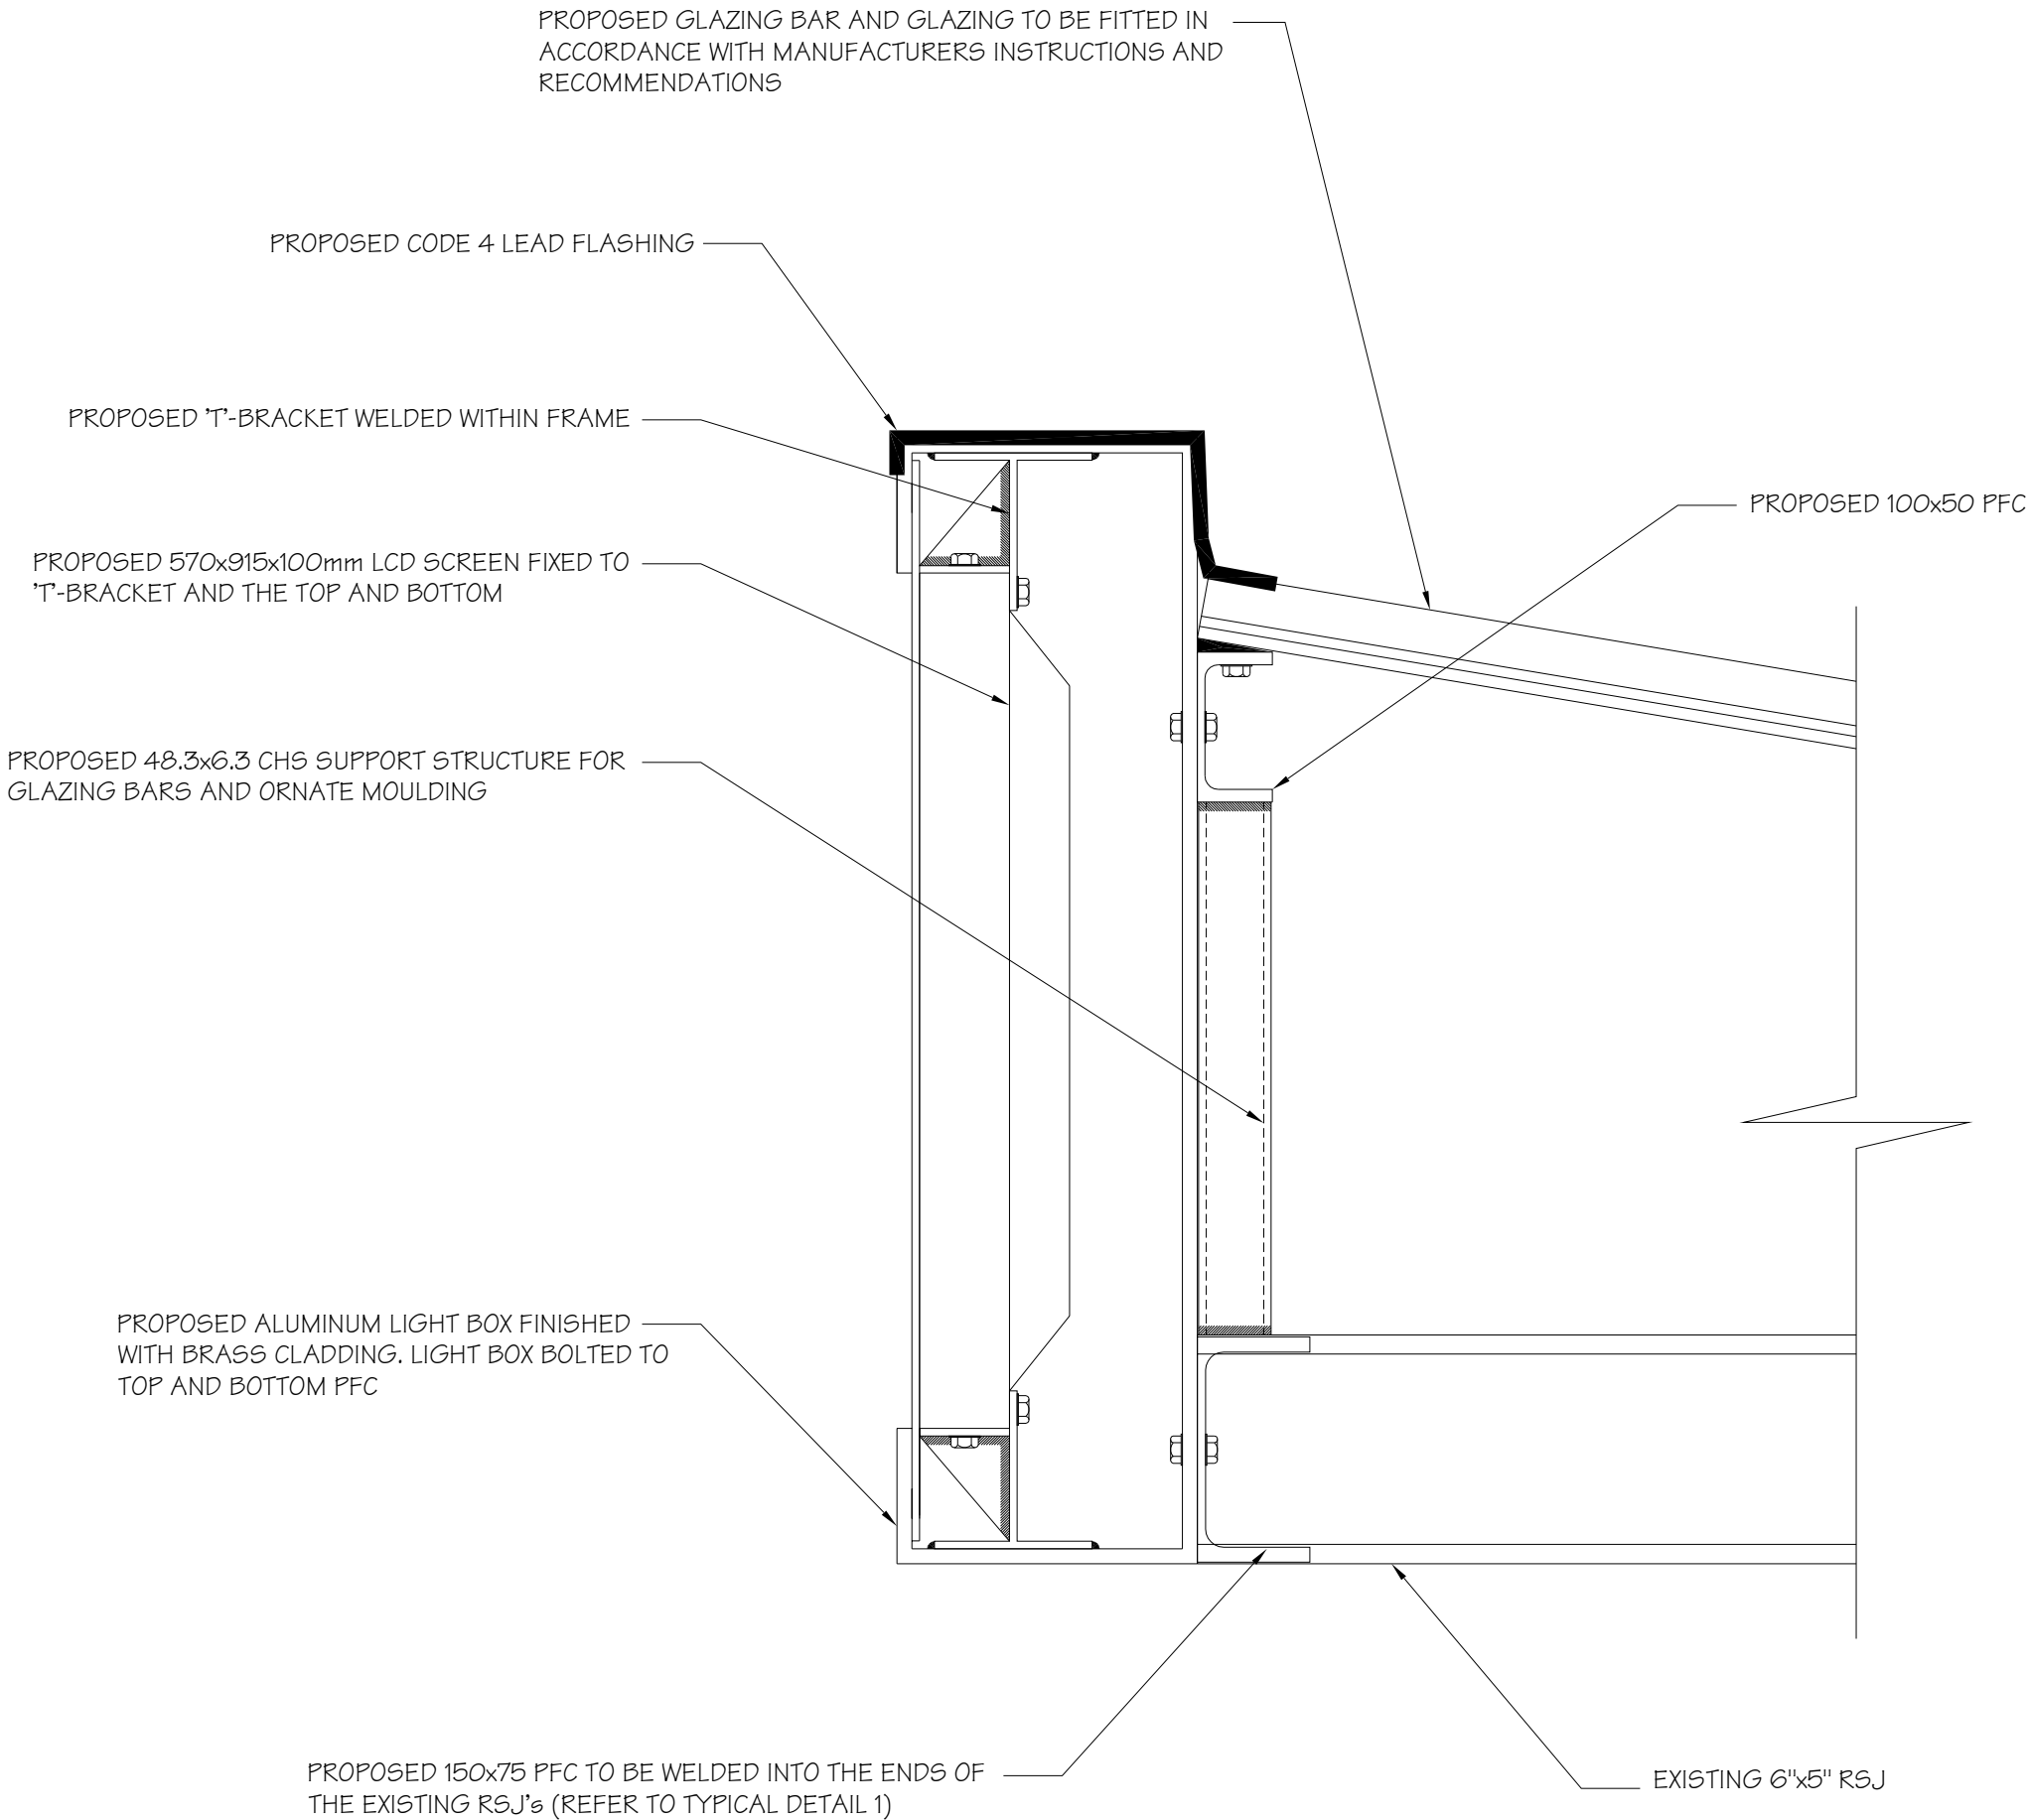 PROPOSED GLAZING BAR AND GLAZING TO BE FITTED IN
ACCORDANCE WITH MANUFACTURERS INSTRUCTIONS AND
RECOMMENDATIONS
PROPOSED CODE 4 LEAD FLASHING
PROPOSED 'T'-BRACKET WELDED WITHIN FRAME
PROPOSED 100x50 PFC
PROPOSED 570x915x100mm LCD SCREEN FIXED TO
'T'-BRACKET AND THE TOP AND BOTTOM
PROPOSED 48.3x6.3 CHS SUPPORT STRUCTURE FOR
GLAZING BARS AND ORNATE MOULDING
PROPOSED ALUMINUM LIGHT BOX FINISHED
WITH BRASS CLADDING. LIGHT BOX BOLTED TO
TOP AND BOTTOM PFC
PROPOSED 150x75 PFC TO BE WELDED INTO THE ENDS OF
THE EXISTING RSJ's (REFER TO TYPICAL DETAIL 1)
EXISTING 6"x5" RSJ